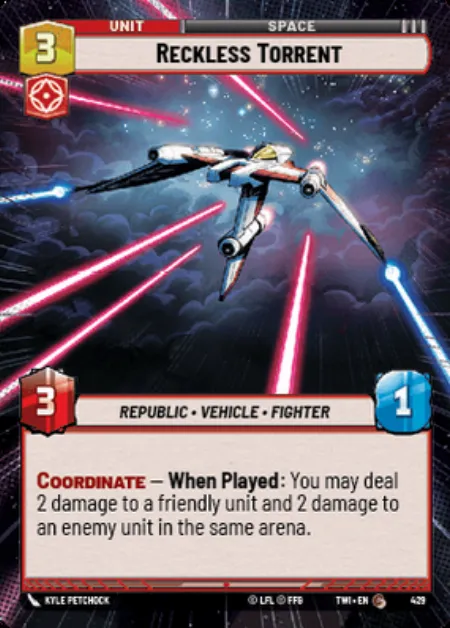 UNIT
SPACE
3
RECKLESS TORRENT
3
REPUBLIC • VEHICLE • FIGHTER
1
COORDINATE – When Played: You may deal
2 damage to a friendly unit and 2 damage to
an enemy unit in the same arena.
KYLE PETCHOCK
© LFL © FFG
TWI • EN
429